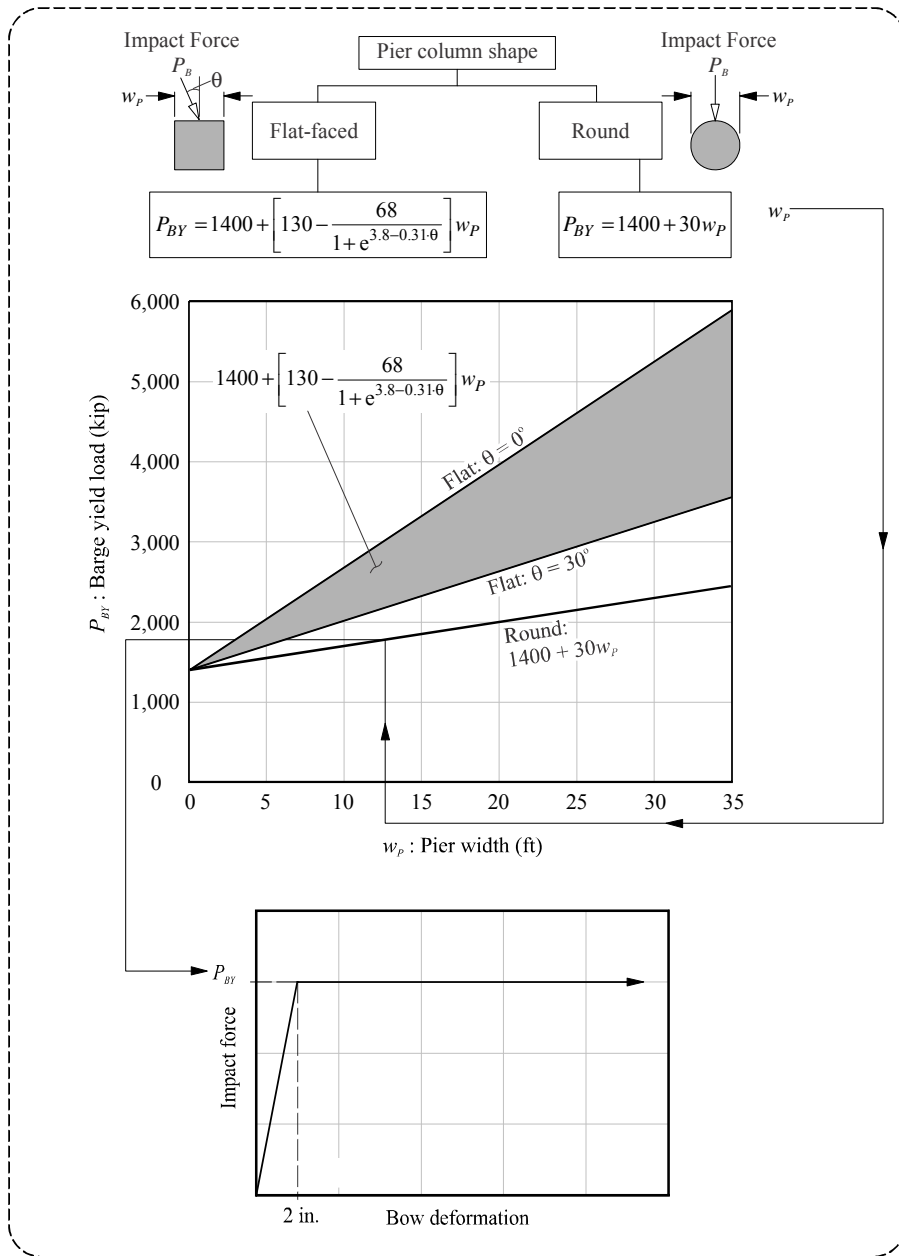 Impact Force
P_B
θ
w_P
Pier column shape
Flat-faced
Round
Impact Force
P_B
w_P
P_BY = 1400 + [130 − 68 / (1 + e^(3.8−0.31·θ))] w_P
P_BY = 1400 + 30w_P
w_P
6,000
5,000
4,000
3,000
2,000
1,000
0
P_BY : Barge yield load (kip)
1400 + [130 − 68 / (1 + e^(3.8−0.31·θ))] w_P
Flat: θ = 0°
Flat: θ = 30°
Round:
1400 + 30w_P
0 5 10 15 20 25 30 35
w_P : Pier width (ft)
P_BY
Impact force
2 in.
Bow deformation